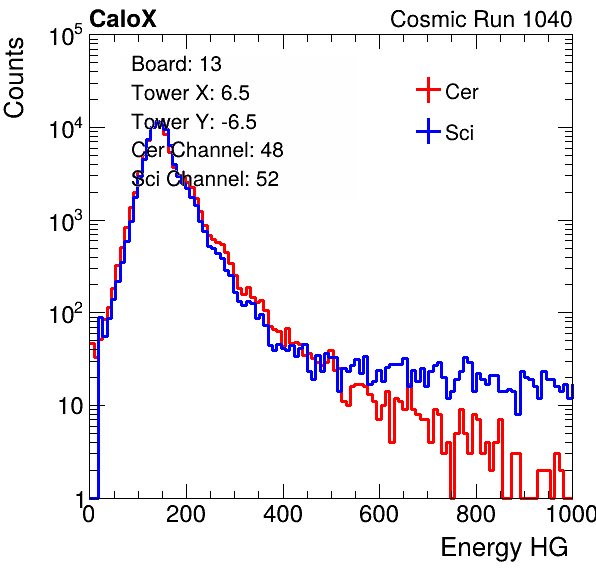 CaloX Cosmic Run 1040
Counts
10^5
10^4
10^3
10^2
10
1
Board: 13
Tower X: 6.5
Tower Y: -6.5
Cer Channel: 48
Sci Channel: 52
Cer
Sci
0 200 400 600 800 1000
Energy HG